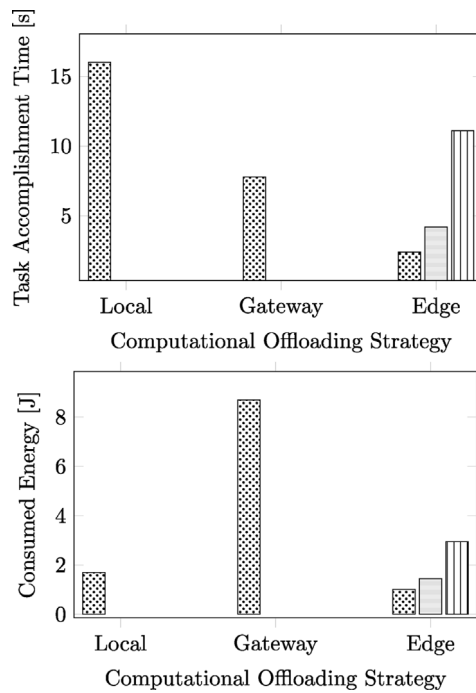 Task Accomplishment Time [s]
15
10
5
Local Gateway Edge
Computational Offloading Strategy
Consumed Energy [J]
8
6
4
2
0
Local Gateway Edge
Computational Offloading Strategy